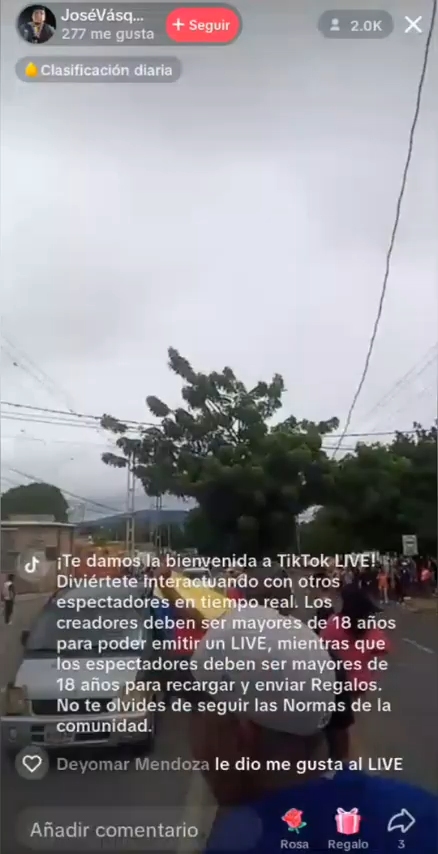 JoséVásq...
+ Seguir
2.0K
277 me gusta
Clasificación diaria
¡Te damos la bienvenida a TikTok LIVE!
Diviértete interactuando con otros
espectadores en tiempo real. Los
creadores deben ser mayores de 18 años
para poder emitir un LIVE, mientras que
los espectadores deben ser mayores de
18 años para recargar y enviar Regalos.
No te olvides de seguir las Normas de la
comunidad.
Deyomar Mendoza le dio me gusta al LIVE
Añadir comentario
Rosa
Regalo
3